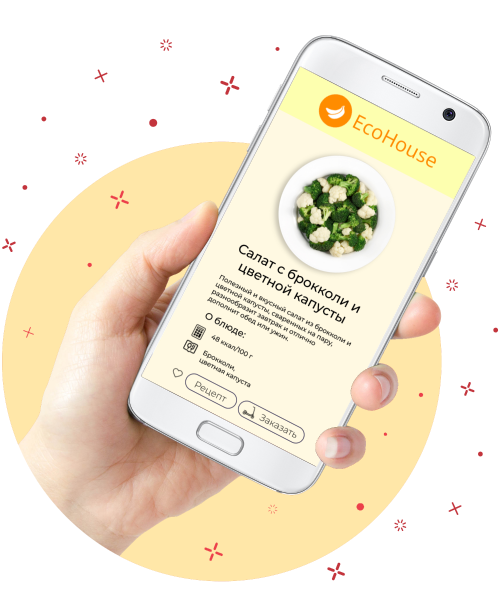 EcoHouse
Салат с брокколи и
цветной капусты
Полезный и вкусный салат из брокколи и
цветной капусты, сваренных на пару,
разнообразит завтрак и отлично
дополнит обед или ужин.
О блюде:
48 ккал/100 г
Брокколи,
цветная капуста
Рецепт
Заказать